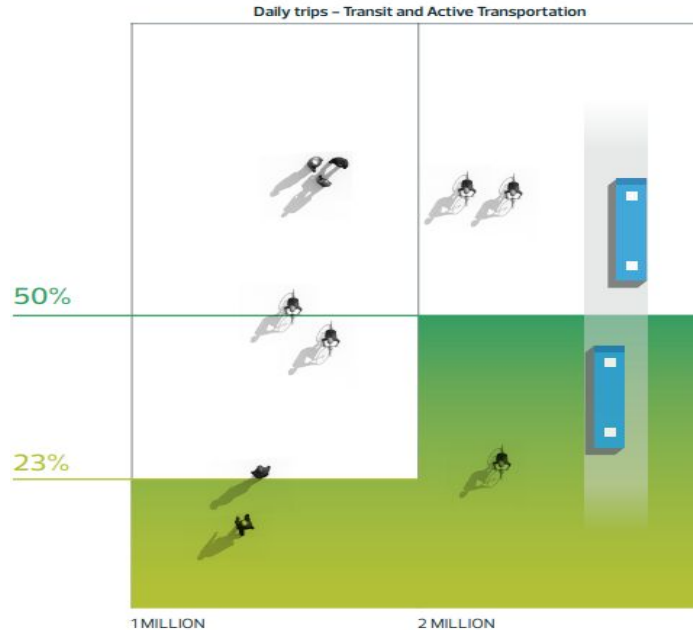 Daily trips – Transit and Active Transportation
50%
23%
1 MILLION
2 MILLION